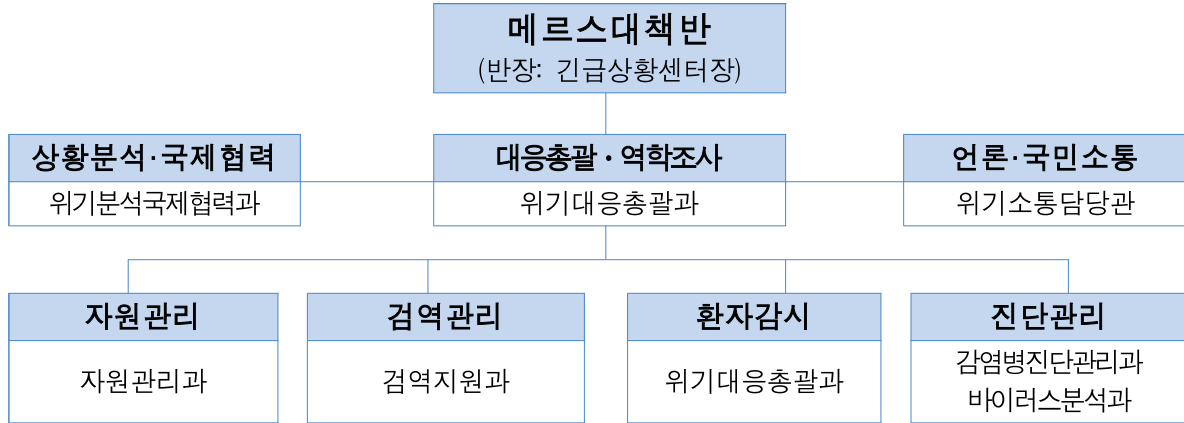 메르스대책반
(반장: 긴급상황센터장)
상황분석·국제협력
위기분석국제협력과
대응총괄·역학조사
위기대응총괄과
언론·국민소통
위기소통담당관
자원관리
자원관리과
검역관리
검역지원과
환자감시
위기대응총괄과
진단관리
감염병진단관리과
바이러스분석과